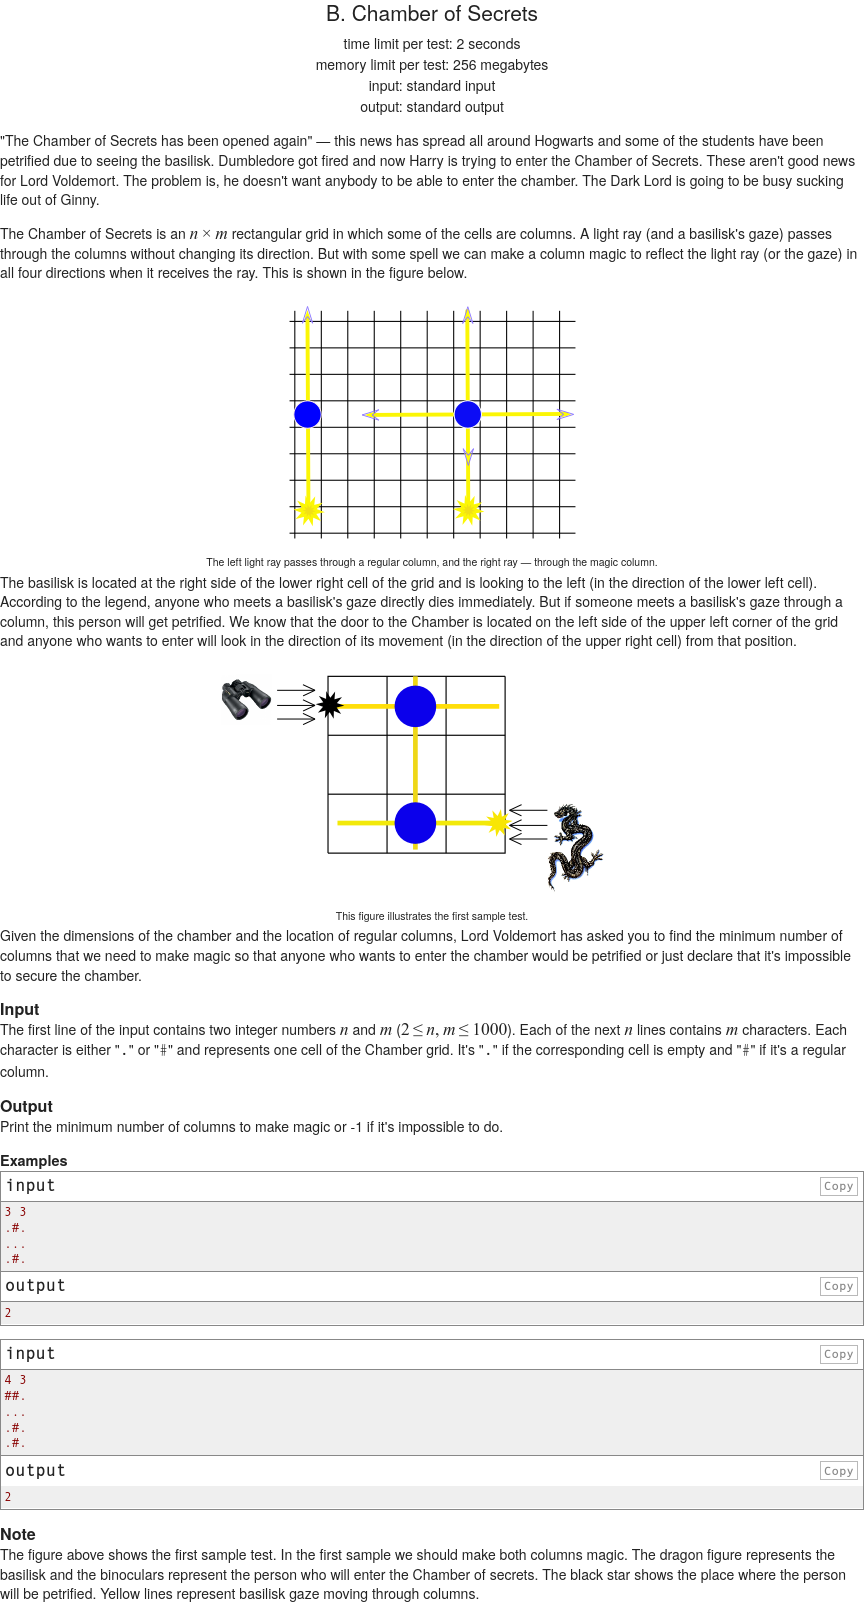 B. Chamber of Secrets
time limit per test: 2 seconds
memory limit per test: 256 megabytes
input: standard input
output: standard output
"The Chamber of Secrets has been opened again" — this news has spread all around Hogwarts and some of the students have been
petrified due to seeing the basilisk. Dumbledore got fired and now Harry is trying to enter the Chamber of Secrets. These aren't good news
for Lord Voldemort. The problem is, he doesn't want anybody to be able to enter the chamber. The Dark Lord is going to be busy sucking
life out of Ginny.
The Chamber of Secrets is an n × m rectangular grid in which some of the cells are columns. A light ray (and a basilisk's gaze) passes
through the columns without changing its direction. But with some spell we can make a column magic to reflect the light ray (or the gaze) in
all four directions when it receives the ray. This is shown in the figure below.
The left light ray passes through a regular column, and the right ray — through the magic column.
The basilisk is located at the right side of the lower right cell of the grid and is looking to the left (in the direction of the lower left cell).
According to the legend, anyone who meets a basilisk's gaze directly dies immediately. But if someone meets a basilisk's gaze through a
column, this person will get petrified. We know that the door to the Chamber is located on the left side of the upper left corner of the grid
and anyone who wants to enter will look in the direction of its movement (in the direction of the upper right cell) from that position.
This figure illustrates the first sample test.
Given the dimensions of the chamber and the location of regular columns, Lord Voldemort has asked you to find the minimum number of
columns that we need to make magic so that anyone who wants to enter the chamber would be petrified or just declare that it's impossible
to secure the chamber.
Input
The first line of the input contains two integer numbers n and m (2 ≤ n, m ≤ 1000). Each of the next n lines contains m characters. Each
character is either "." or "#" and represents one cell of the Chamber grid. It's "." if the corresponding cell is empty and "#" if it's a regular
column.
Output
Print the minimum number of columns to make magic or -1 if it's impossible to do.
Examples
input Copy
3 3
.#.
...
.#.
output Copy
2
input Copy
4 3
##.
...
.#.
.#.
output Copy
2
Note
The figure above shows the first sample test. In the first sample we should make both columns magic. The dragon figure represents the
basilisk and the binoculars represent the person who will enter the Chamber of secrets. The black star shows the place where the person
will be petrified. Yellow lines represent basilisk gaze moving through columns.